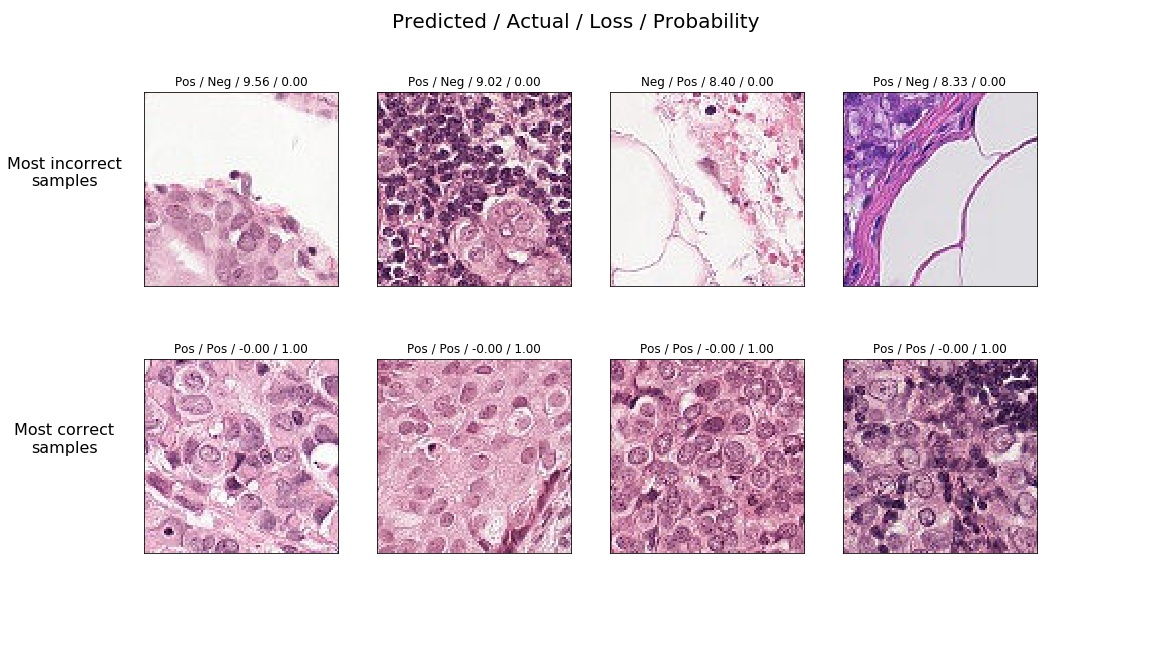 Predicted / Actual / Loss / Probability
Pos / Neg / 9.56 / 0.00
Pos / Neg / 9.02 / 0.00
Neg / Pos / 8.40 / 0.00
Pos / Neg / 8.33 / 0.00
Most incorrect
samples
Pos / Pos / -0.00 / 1.00
Pos / Pos / -0.00 / 1.00
Pos / Pos / -0.00 / 1.00
Pos / Pos / -0.00 / 1.00
Most correct
samples